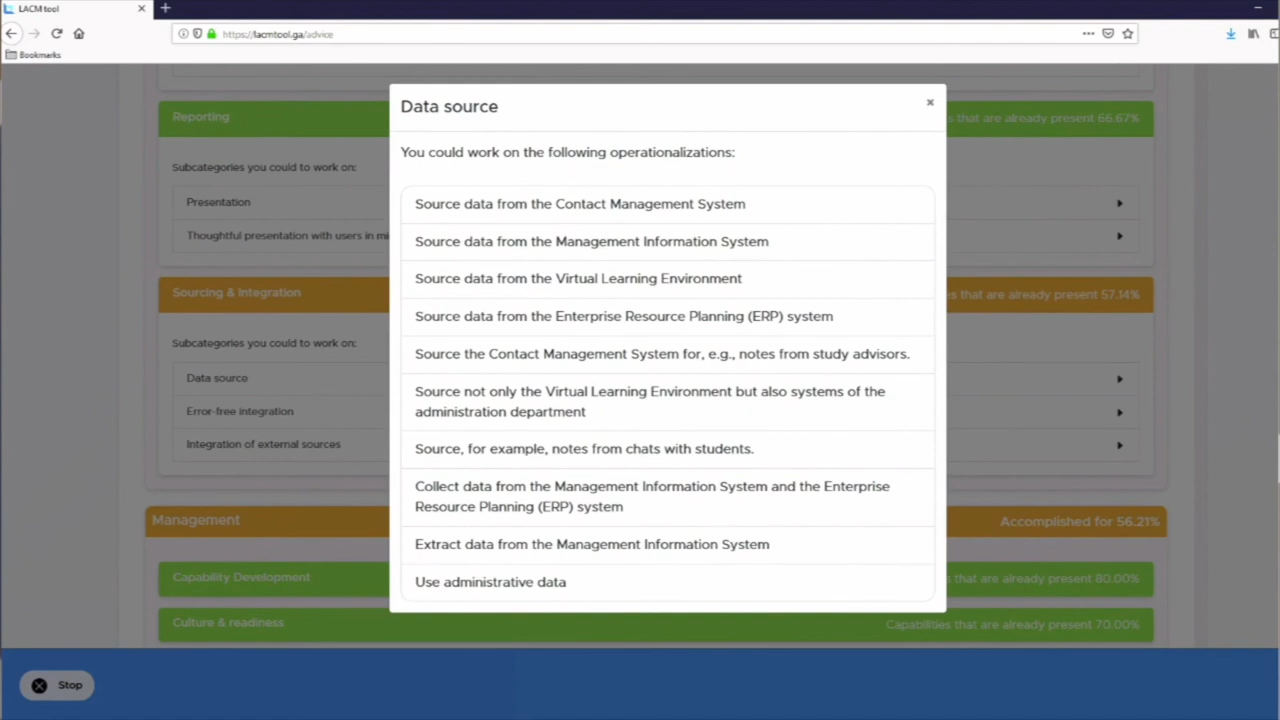 LACM tool
https://lacmtool.ga/advice
Bookmarks
Data source
You could work on the following operationalizations:
Source data from the Contact Management System
Source data from the Management Information System
Source data from the Virtual Learning Environment
Source data from the Enterprise Resource Planning (ERP) system
Source the Contact Management System for, e.g., notes from study advisors.
Source not only the Virtual Learning Environment but also systems of the
administration department
Source, for example, notes from chats with students.
Collect data from the Management Information System and the Enterprise
Resource Planning (ERP) system
Extract data from the Management Information System
Use administrative data
Reporting
s that are already present 66.67%
Subcategories you could to work on:
Presentation
Thoughtful presentation with users in mi
Sourcing & Integration
es that are already present 57.14%
Subcategories you could to work on:
Data source
Error-free integration
Integration of external sources
Management
Accomplished for 56.21%
Capability Development
es that are already present 80.00%
Culture & readiness
Capabilities that are already present 70.00%
Stop